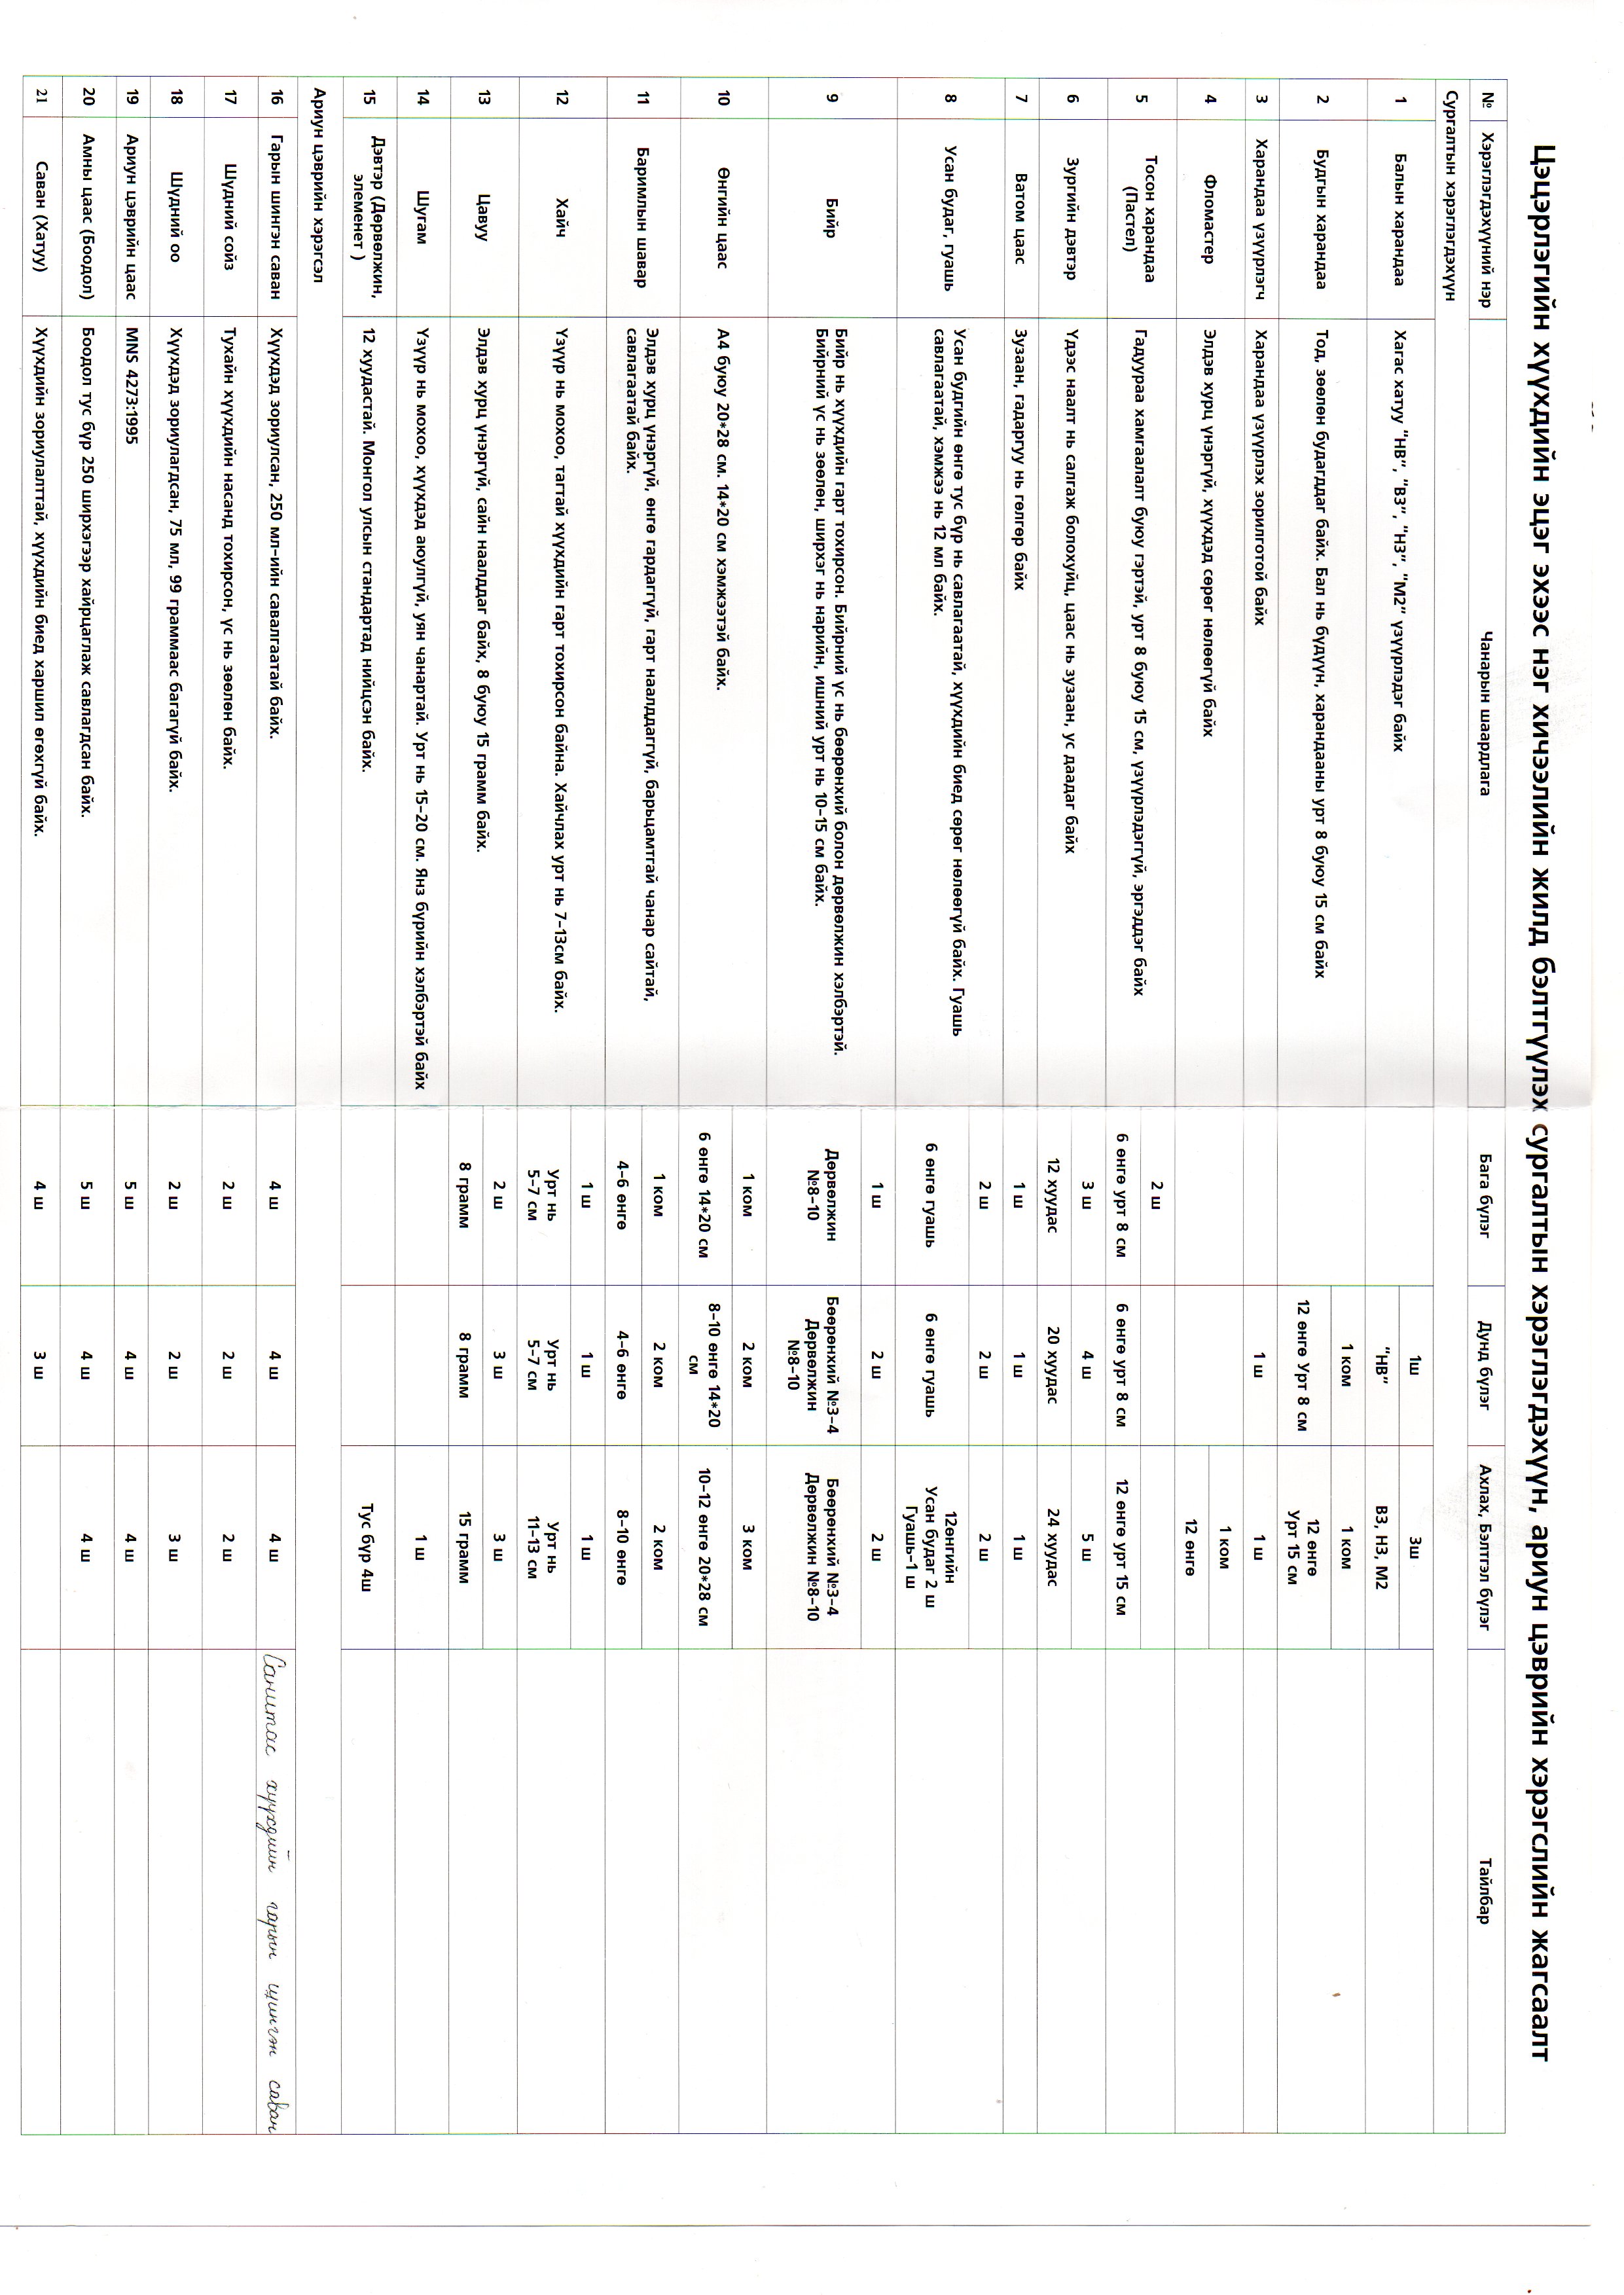 Цэцэрлэгийн хүүхдийн эцэг эхээс нэг хичээлийн жилд бэлтгүүлэх сургалтын хэрэглэгдэхүүн, ариун цэврийн хэрэгслийн жагсаалт
№ Хэрэглэгдэхүүний нэр Чанарын шаардлага Бага бүлэг Дунд бүлэг Ахлах, Бэлтгэл бүлэг Тайлбар
Сургалтын хэрэглэгдэхүүн
1 Балын харандаа Хагас хатуу "НВ", "В3", "Н3", "М2" үзүүрлэдэг байх 1ш 3ш
"НВ" В3, Н3, М2
2 Будгын харандаа Тод, зөөлөн будагддаг байх. Бал нь бүдүүн, харандааны урт 8 буюу 15 см байх 1 ком 1 ком
12 өнгө Урт 8 см 12 өнгө
Урт 15 см
3 Харандаа үзүүрлэгч Харандаа үзүүрлэх зорилготой байх 1 ш 1 ш
4 Фломастер Элдэв хурц үнэргүй, хүүхдэд сөрөг нөлөөгүй байх 1 ком
12 өнгө
5 Тосон харандаа Гадуураа хамгаалалт буюу гэртэй, урт 8 буюу 15 см, үзүүрлэдэггүй, эргэддэг байх 2 ш
(Пастел) 6 өнгө урт 8 см 6 өнгө урт 8 см 12 өнгө урт 15 см
6 Зургийн дэвтэр Үдээс наалт нь салгаж болохуйц, цаас нь зузаан, ус даадаг байх 3 ш 4 ш 5 ш
12 хуудас 20 хуудас 24 хуудас
7 Ватом цаас Зузаан, гадаргуу нь гөлгөр байх 1 ш 1 ш 1 ш
8 Усан будаг, гуашь Усан будгийн өнгө тус бүр нь савлагаатай, хүүхдийн биед сөрөг нөлөөгүй байх. Гуашь 2 ш 2 ш 2 ш
савлагаатай, хэмжээ нь 12 мл байх. 6 өнгө гуашь 6 өнгө гуашь 12өнгийн
Усан будаг 2 ш
Гуашь-1 ш
9 Бийр Бийр нь хүүхдийн гарт тохирсон. Бийрний үс нь бөөрөнхий болон дөрвөлжин хэлбэртэй. 1 ш 2 ш 2 ш
Бийрний үс нь зөөлөн, ширхэг нь нарийн, ишний урт нь 10-15 см байх. Дөрвөлжин Бөөрөнхий №3-4 Бөөрөнхий №3-4
№8-10 Дөрвөлжин Дөрвөлжин №8-10
№8-10
10 Өнгийн цаас А4 буюу 20*28 см. 14*20 см хэмжээтэй байх. 1 ком 2 ком 3 ком
6 өнгө 14*20 см 8-10 өнгө 14*20 10-12 өнгө 20*28 см
см
11 Баримлын шавар Элдэв хурц үнэргүй, өнгө гардаггүй, гарт наалддаггүй, барьцамтгай чанар сайтай, 1 ком 2 ком 2 ком
савлагаатай байх. 4-6 өнгө 4-6 өнгө 8-10 өнгө
12 Хайч Үзүүр нь мохоо, тагтай хүүхдийн гарт тохирсон байна. Хайчлах урт нь 7-13см байх. 1 ш 1 ш 1 ш
Урт нь Урт нь Урт нь
5-7 см 5-7 см 11-13 см
13 Цавуу Элдэв хурц үнэргүй, сайн наалддаг байх, 8 буюу 15 грамм байх. 2 ш 3 ш 3 ш
8 грамм 8 грамм 15 грамм
14 Шугам Үзүүр нь мохоо, хүүхдэд аюулгүй, уян чанартай. Урт нь 15-20 см. Янз бүрийн хэлбэртэй байх 1 ш
15 Дэвтэр (Дөрвөлжин, 12 хуудастай. Монгол улсын стандартад нийцсэн байх. Тус бүр 4ш
элеменет )
Ариун цэврийн хэрэгсэл
16 Гарын шингэн саван Хүүхдэд зориулсан, 250 мл-ийн саваалгаатай байх. 4 ш 4 ш 4 ш Санитас хүүхдийн гарын шингэн саван
17 Шүдний сойз Тухайн хүүхдийн насанд тохирсон, үс нь зөөлөн байх. 2 ш 2 ш 2 ш
18 Шүдний оо Хүүхдэд зориулагдсан, 75 мл, 99 граммаас багагүй байх. 2 ш 2 ш 3 ш
19 Ариун цэврийн цаас MNS 4273:1995 5 ш 4 ш 4 ш
20 Амны цаас (Боодол) Боодол тус бүр 250 ширхэгээр хайрцаглаж савлагдсан байх. 5 ш 4 ш 4 ш
21 Саван (Хатуу) Хүүхдийн зориулалттай, хүүхдийн биед харшил өгөхгүй байх. 4 ш 3 ш